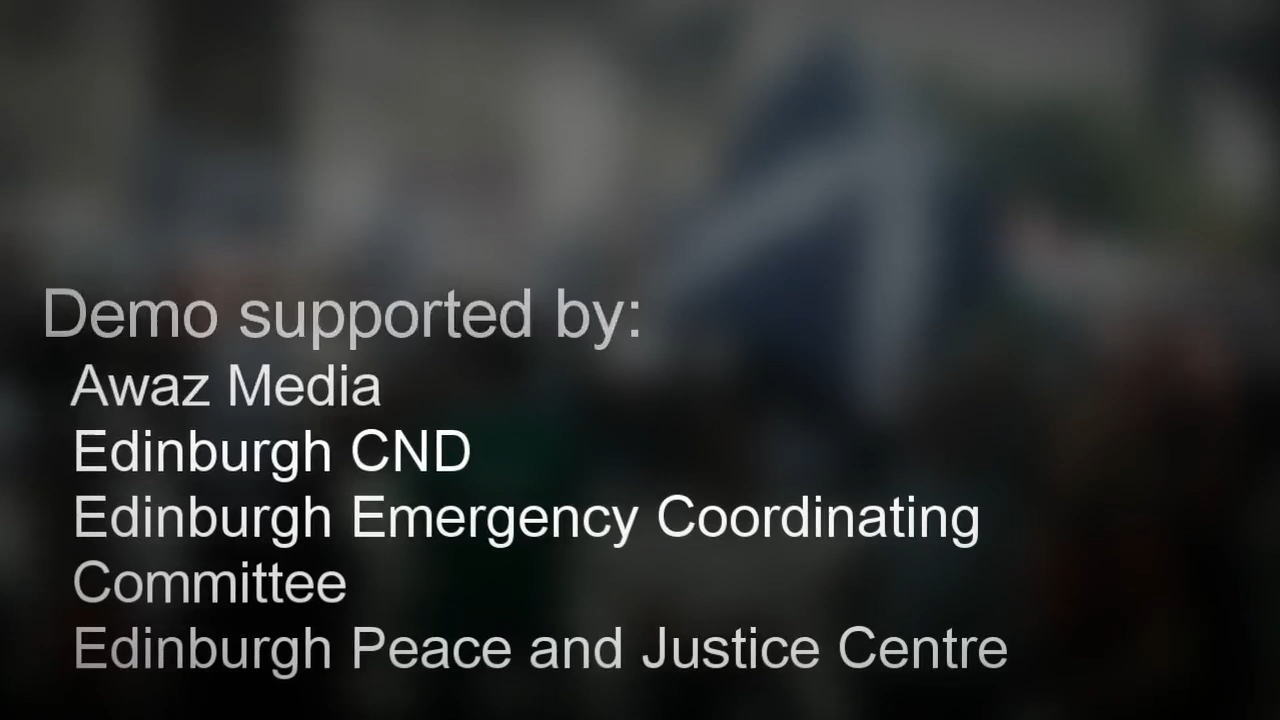 Demo supported by:
Awaz Media
Edinburgh CND
Edinburgh Emergency Coordinating
Committee
Edinburgh Peace and Justice Centre